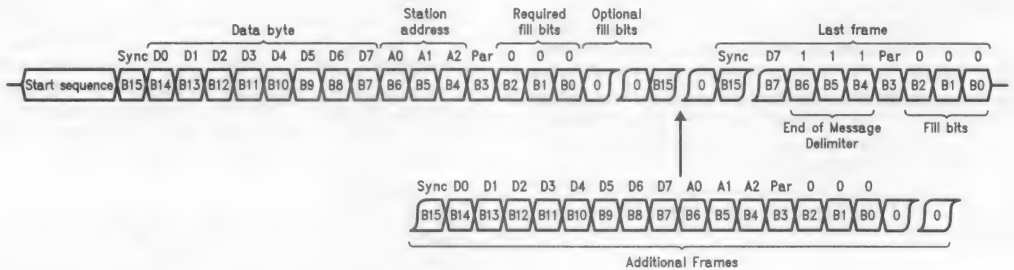 Station Required Optional
Data byte address fill bits fill bits Last frame
Sync D0 D1 D2 D3 D4 D5 D6 D7 A0 A1 A2 Par 0 0 0 Sync D7 1 1 1 Par 0 0 0
Start sequence B15 B14 B13 B12 B11 B10 B9 B8 B7 B6 B5 B4 B3 B2 B1 B0 0 0 B15 0 B15 B7 B6 B5 B4 B3 B2 B1 B0
End of Message Fill bits
Delimiter
Sync D0 D1 D2 D3 D4 D5 D6 D7 A0 A1 A2 Par 0 0 0
B15 B14 B13 B12 B11 B10 B9 B8 B7 B6 B5 B4 B3 B2 B1 B0 0 0
Additional Frames